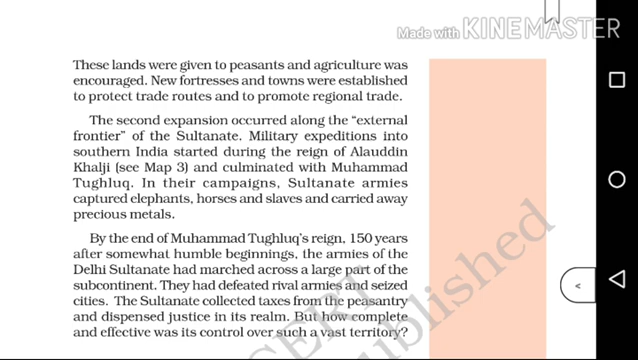 Made with KINEMASTER
These lands were given to peasants and agriculture was
encouraged. New fortresses and towns were established
to protect trade routes and to promote regional trade.
The second expansion occurred along the “external
frontier” of the Sultanate. Military expeditions into
southern India started during the reign of Alauddin
Khalji (see Map 3) and culminated with Muhammad
Tughluq. In their campaigns, Sultanate armies
captured elephants, horses and slaves and carried away
precious metals.
By the end of Muhammad Tughluq’s reign, 150 years
after somewhat humble beginnings, the armies of the
Delhi Sultanate had marched across a large part of the
subcontinent. They had defeated rival armies and seized
cities. The Sultanate collected taxes from the peasantry
and dispensed justice in its realm. But how complete
and effective was its control over such a vast territory?